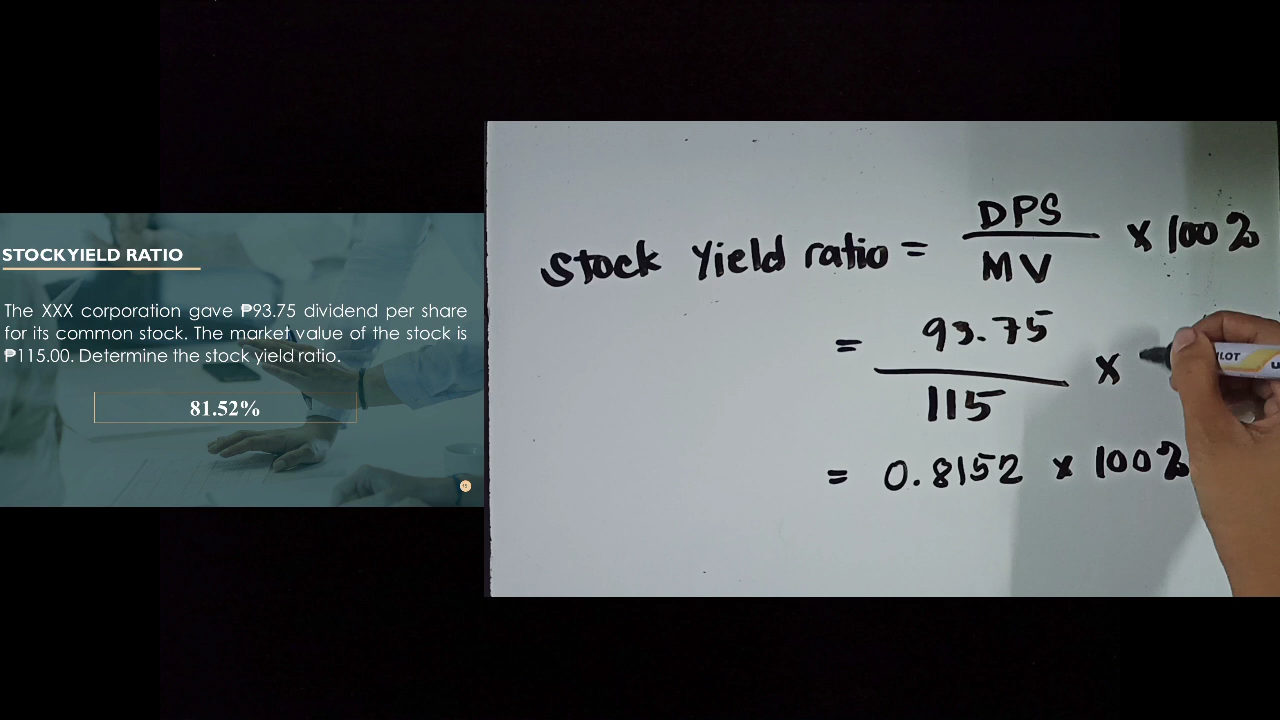 STOCK YIELD RATIO
The XXX corporation gave ₱93.75 dividend per share
for its common stock. The market value of the stock is
₱115.00. Determine the stock yield ratio.
81.52%
Stock Yield ratio = DPS / MV x 100%
= 93.75 / 115 x
= 0.8152 x 100%
PILOT